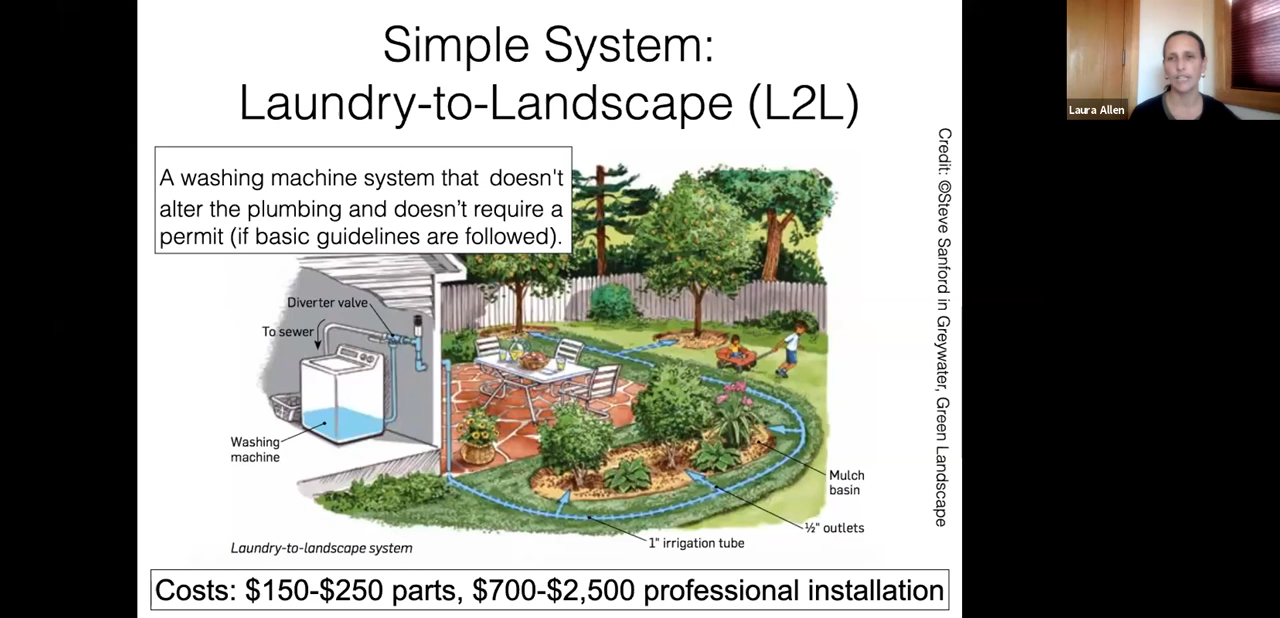 Simple System:
Laundry-to-Landscape (L2L)
Laura Allen
A washing machine system that doesn't
alter the plumbing and doesn't require a
permit (if basic guidelines are followed).
Credit: ©Steve Sanford in Greywater, Green Landscape
Diverter valve
To sewer
Washing
machine
Mulch
basin
½" outlets
1" irrigation tube
Laundry-to-landscape system
Costs: $150-$250 parts, $700-$2,500 professional installation